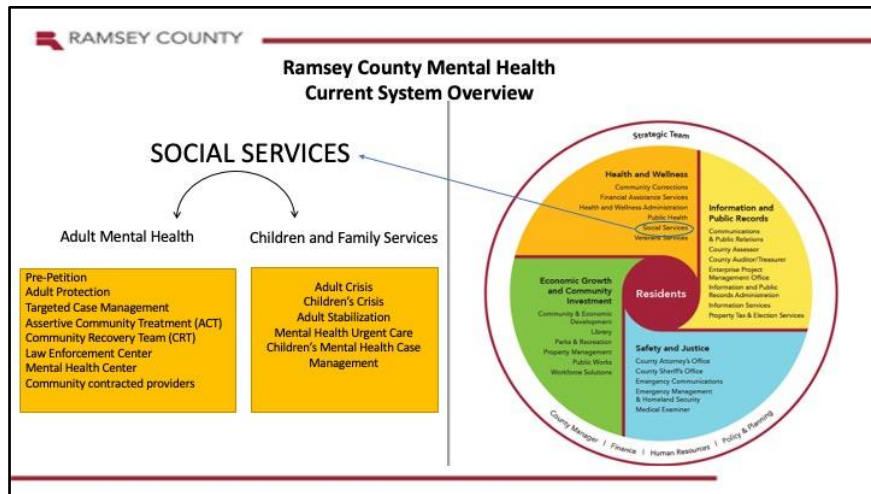 RAMSEY COUNTY
Ramsey County Mental Health
Current System Overview
SOCIAL SERVICES
Adult Mental Health
Pre-Petition
Adult Protection
Targeted Case Management
Assertive Community Treatment (ACT)
Community Recovery Team (CRT)
Law Enforcement Center
Mental Health Center
Community contracted providers
Children and Family Services
Adult Crisis
Children's Crisis
Adult Stabilization
Mental Health Urgent Care
Children's Mental Health Case
Management
Strategic Team
Health and Wellness
Community Corrections
Financial Assistance Services
Health and Wellness Administration
Public Health
Social Services
Veterans Services
Information and
Public Records
Communications
& Public Relations
County Assessor
County Auditor/Treasurer
Enterprise Project
Management Office
Information and Public
Records Administration
Information Services
Property Tax & Election Services
Residents
Economic Growth
and Community
Investment
Community & Economic
Development
Library
Parks & Recreation
Property Management
Public Works
Workforce Solutions
Safety and Justice
County Attorney's Office
County Sheriff's Office
Emergency Communications
Emergency Management
& Homeland Security
Medical Examiner
County Manager | Finance | Human Resources | Policy & Planning